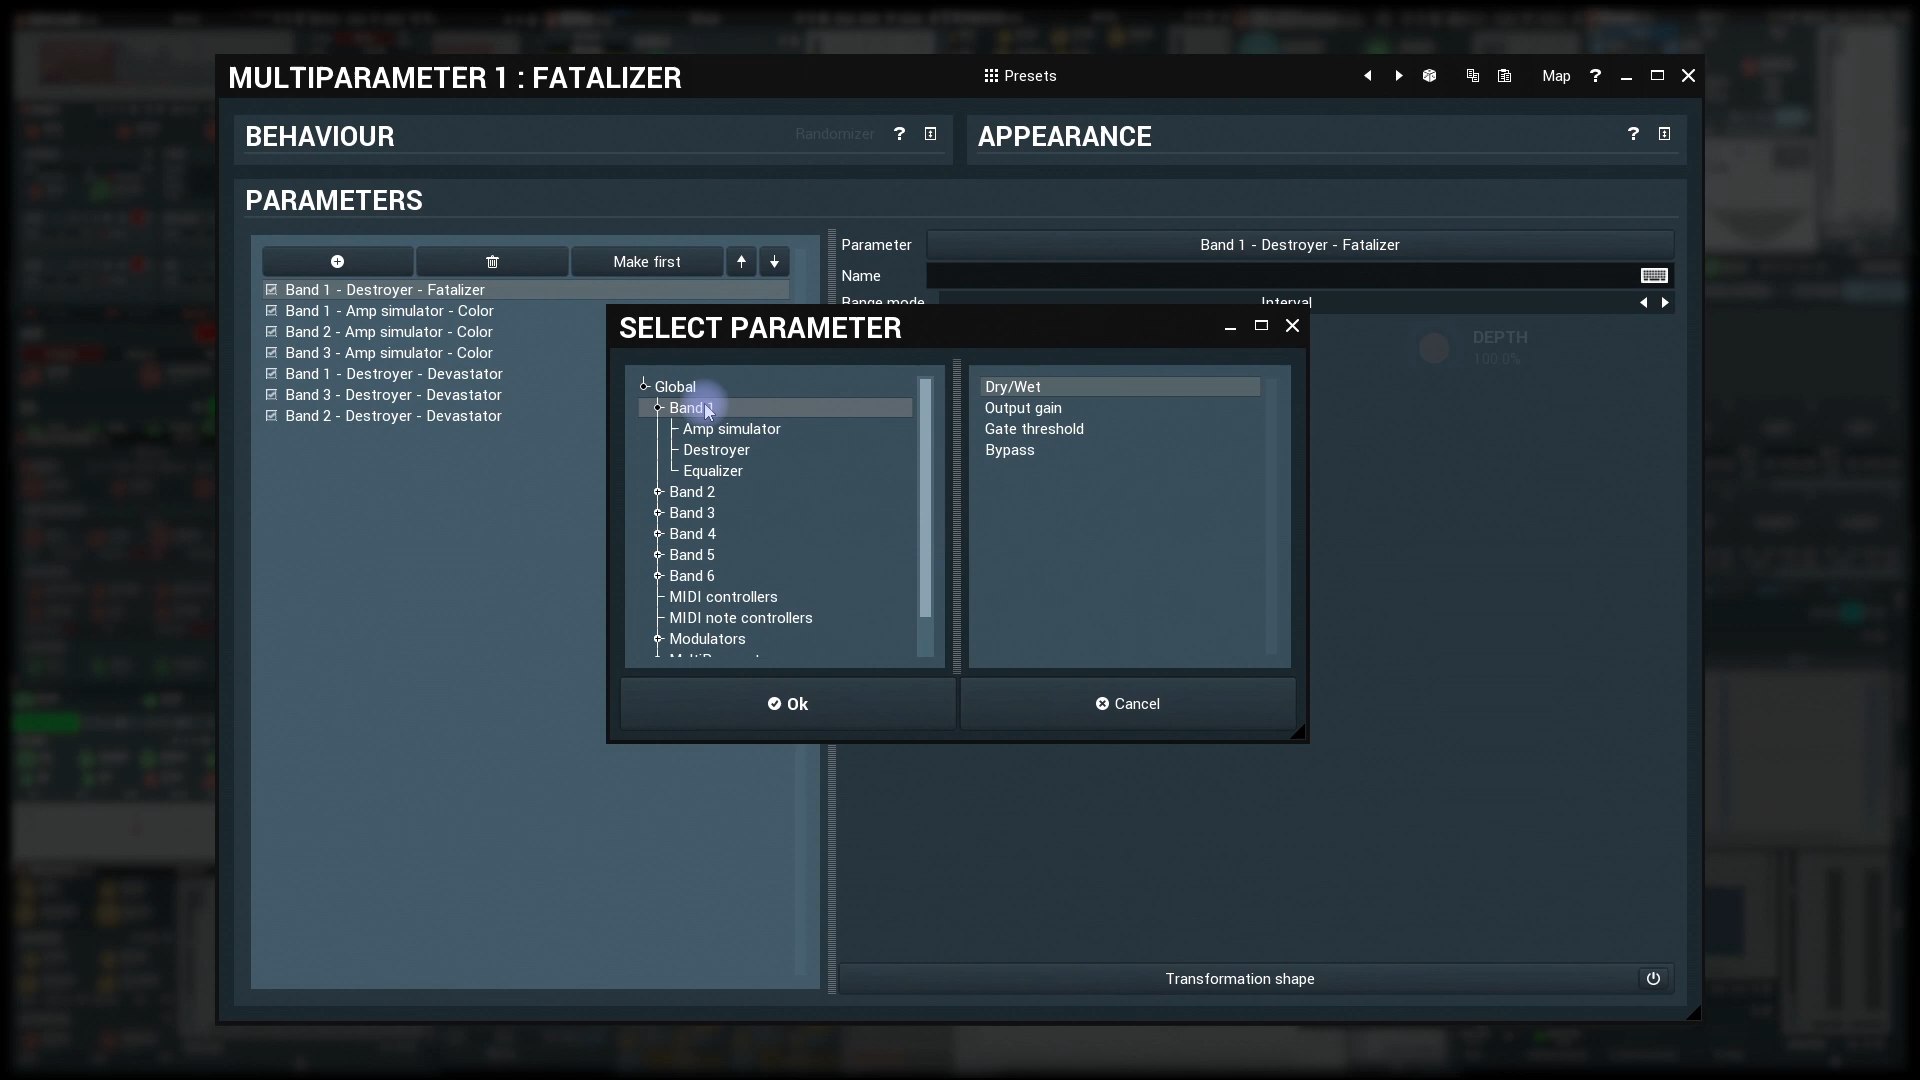 MULTIPARAMETER 1 : FATALIZER
Presets
Map ?
BEHAVIOUR
Randomizer ?
APPEARANCE
?
PARAMETERS
Make first
Band 1 - Destroyer - Fatalizer
Band 1 - Amp simulator - Color
Band 2 - Amp simulator - Color
Band 3 - Amp simulator - Color
Band 1 - Destroyer - Devastator
Band 3 - Destroyer - Devastator
Band 2 - Destroyer - Devastator
Parameter
Band 1 - Destroyer - Fatalizer
Name
Range mode
Interval
DEPTH
100.0%
SELECT PARAMETER
Global
Band 1
Amp simulator
Destroyer
Equalizer
Band 2
Band 3
Band 4
Band 5
Band 6
MIDI controllers
MIDI note controllers
Modulators
Dry/Wet
Output gain
Gate threshold
Bypass
Ok
Cancel
Transformation shape